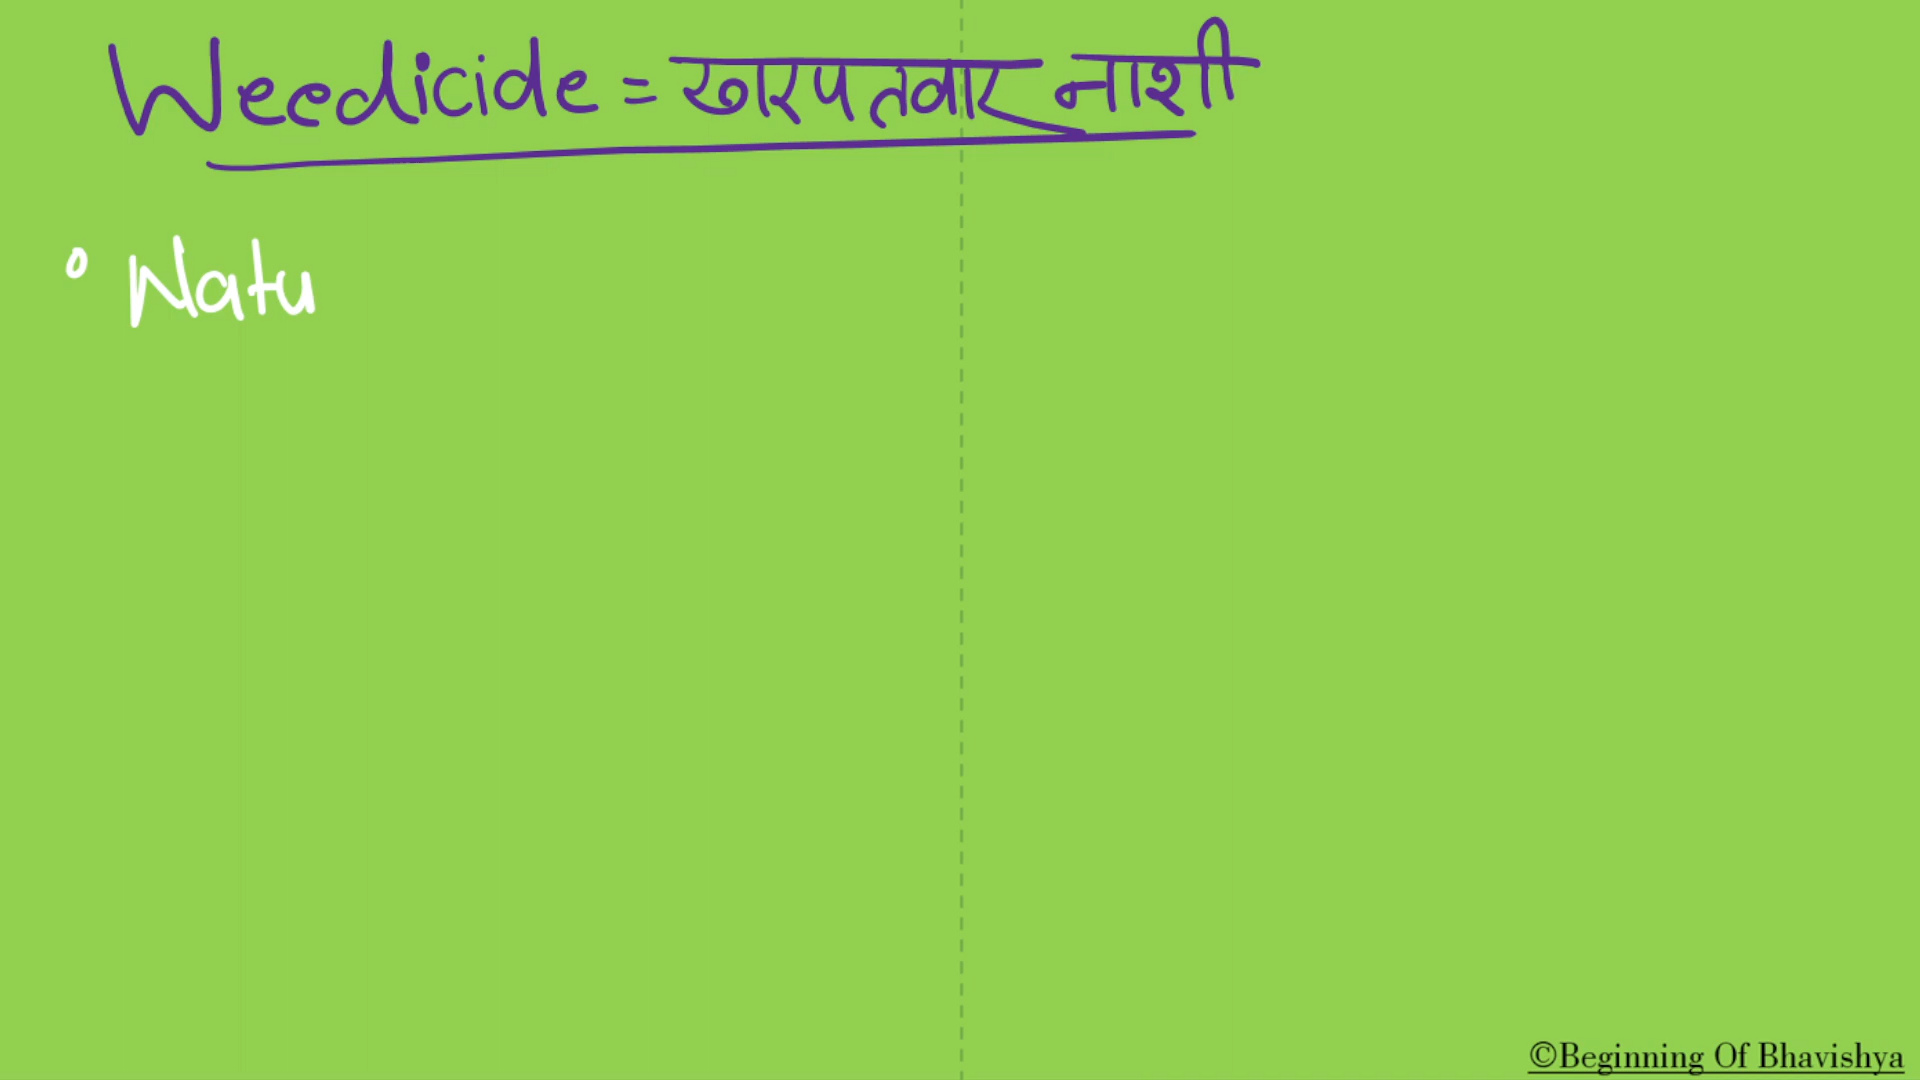 Weedicide = खरपतवार नाशी
° Natu
©Beginning Of Bhavishya